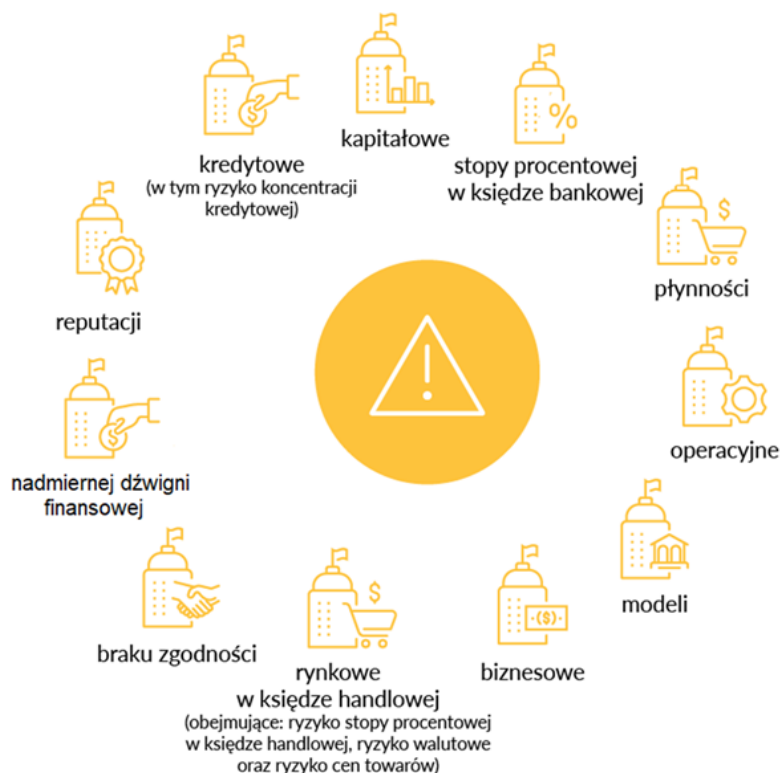 kapitałowe
stopy procentowej
w księdze bankowej
płynności
operacyjne
modeli
biznesowe
rynkowe
w księdze handlowej
(obejmujące: ryzyko stopy procentowej
w księdze handlowej, ryzyko walutowe
oraz ryzyko cen towarów)
braku zgodności
nadmiernej dźwigni
finansowej
reputacji
kredytowe
(w tym ryzyko koncentracji
kredytowej)